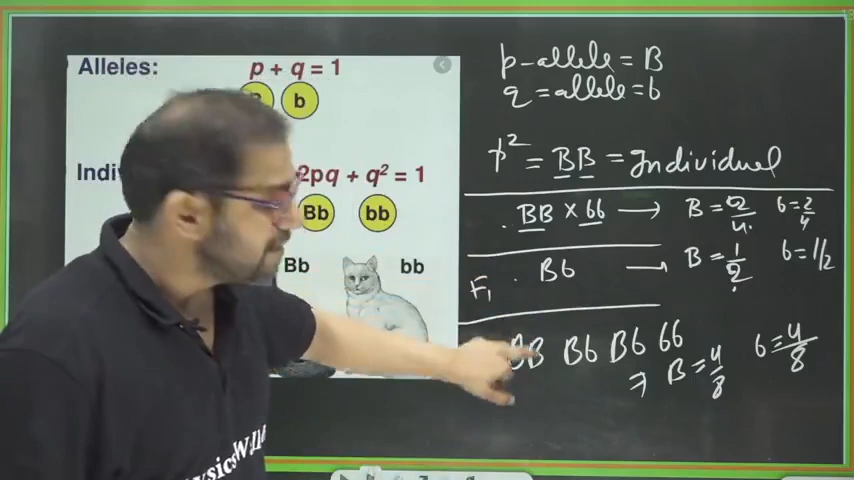 Alleles: p + q = 1
b
Indiv 2pq + q² = 1
Bb bb
Bb bb
p-allele = B
q = allele = b
p² = BB = Individual
BB × bb → B = 2/4 b = 2/4
F₁ Bb → B = 1/2 b = 1/2
BB Bb Bb bb
⇒ B = 4/8 b = 4/8